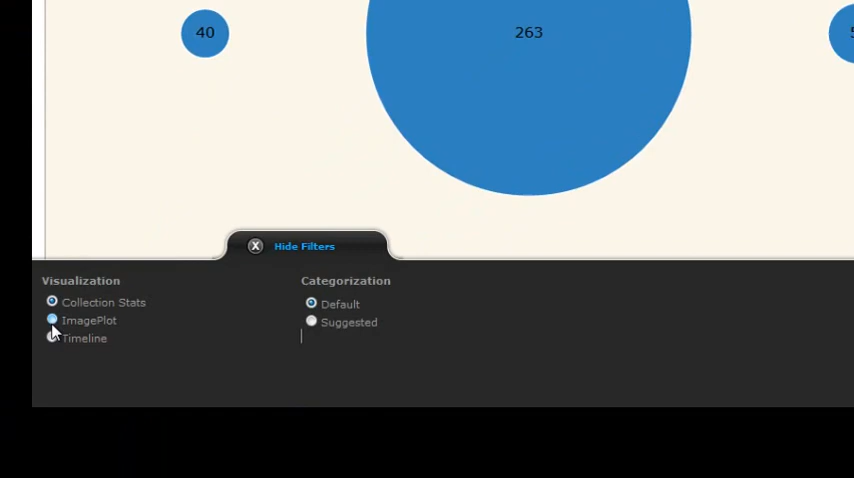 40
263
X Hide Filters
Visualization
Collection Stats
ImagePlot
Timeline
Categorization
Default
Suggested